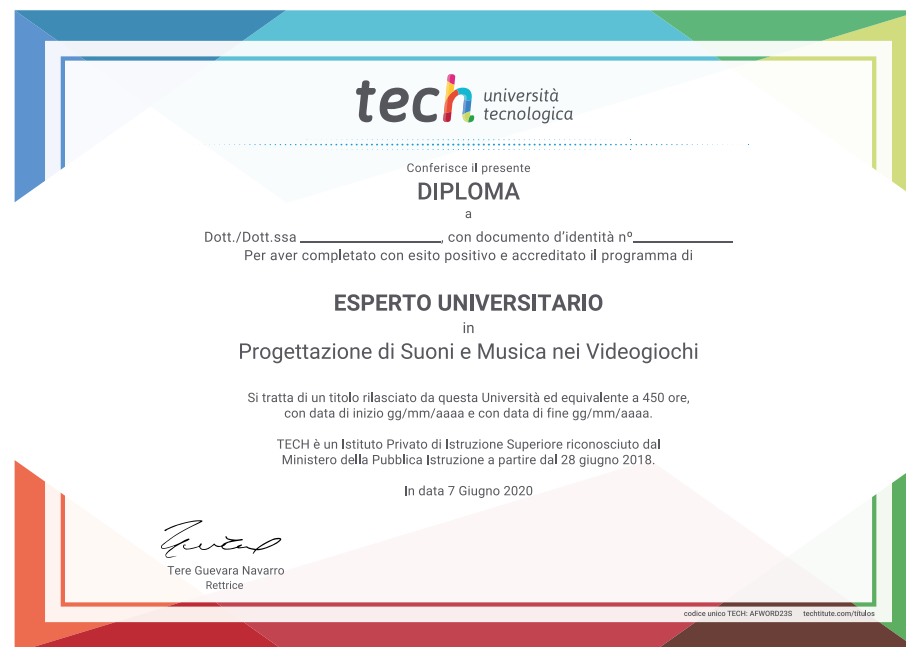 tech università
tecnologica
Conferisce il presente
DIPLOMA
a
Dott./Dott.ssa _________________, con documento d'identità nº____________
Per aver completato con esito positivo e accreditato il programma di
ESPERTO UNIVERSITARIO
in
Progettazione di Suoni e Musica nei Videogiochi
Si tratta di un titolo rilasciato da questa Università ed equivalente a 450 ore,
con data di inizio gg/mm/aaaa e con data di fine gg/mm/aaaa.
TECH è un Istituto Privato di Istruzione Superiore riconosciuto dal
Ministero della Pubblica Istruzione a partire dal 28 giugno 2018.
In data 7 Giugno 2020
Tere Guevara Navarro
Rettrice
codice unico TECH: AFWORD23S techtitute.com/titulos